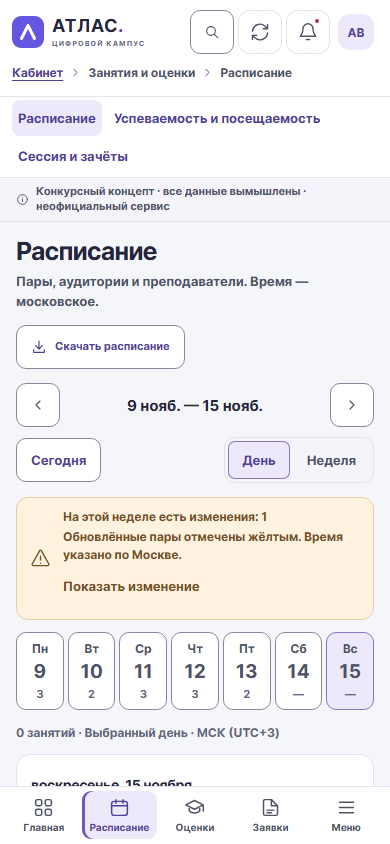 АТЛАС.
ЦИФРОВОЙ КАМПУС
АВ
Кабинет > Занятия и оценки > Расписание
Расписание Успеваемость и посещаемость
Сессия и зачёты
Конкурсный концепт · все данные вымышлены ·
неофициальный сервис
Расписание
Пары, аудитории и преподаватели. Время —
московское.
Скачать расписание
9 нояб. — 15 нояб.
Сегодня День Неделя
На этой неделе есть изменения: 1
Обновлённые пары отмечены жёлтым. Время
указано по Москве.
Показать изменение
Пн Вт Ср Чт Пт Сб Вс
9 10 11 12 13 14 15
3 2 3 3 2 — —
0 занятий · Выбранный день · МСК (UTC+3)
воскресенье, 15 ноября
Главная Расписание Оценки Заявки Меню